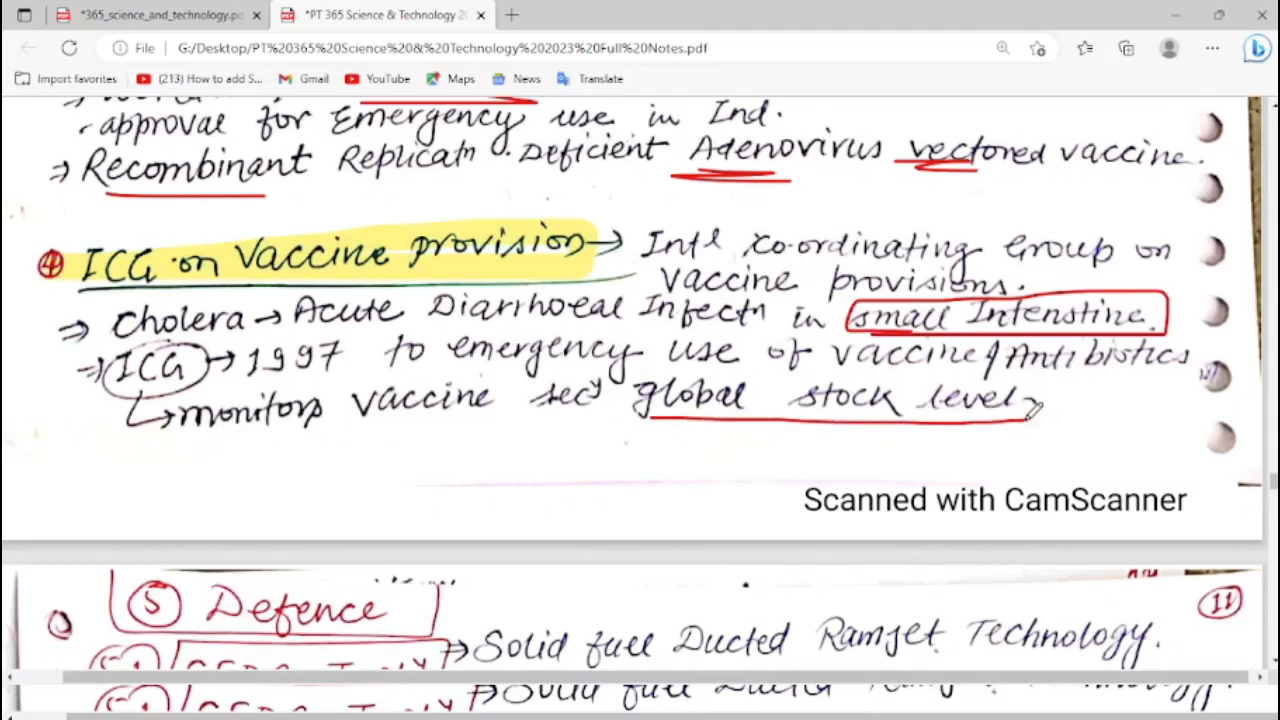 *365_science_and_technology.pd
*PT 365 Science & Technology 20
File
G:/Desktop/PT%20365%20Science%20&%20Technology%202023%20Full%20Notes.pdf
Import favorites
(213) How to add S...
Gmail
YouTube
Maps
News
Translate
approval for Emergency use in Ind.
⇒ Recombinant Replicatn Deficient Adenovirus vectored vaccine.
④ ICG on Vaccine provision → Intl co-ordinating Group on
vaccine provisions.
⇒ Cholera → Acute Diarrhoeal Infectn in small Intenstine.
⇒ ICG → 1997 to emergency use of vaccine/Antibiotics
↳ monitors vaccine secy global stock level
Scanned with CamScanner
⑤ Defence
11
→ Solid full Ducted Ramjet Technology.